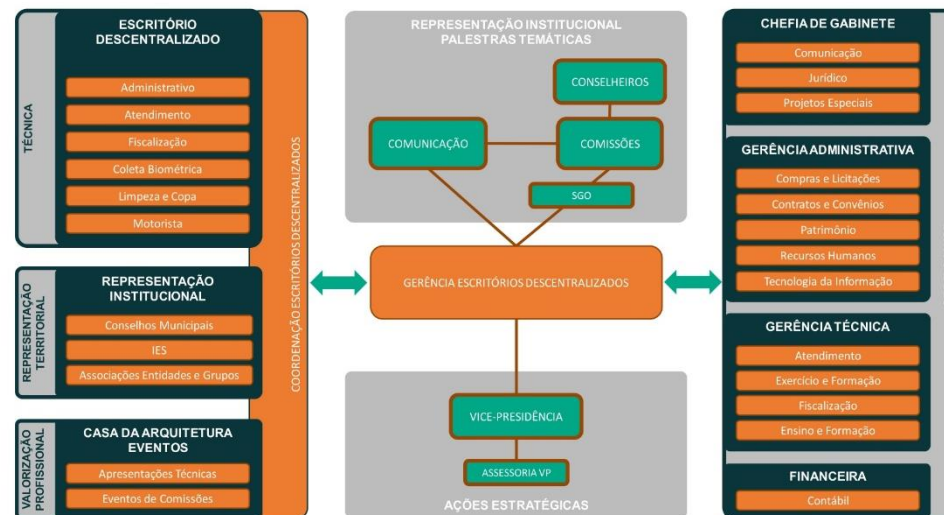 TÉCNICA
ESCRITÓRIO
DESCENTRALIZADO
Administrativo
Atendimento
Fiscalização
Coleta Biométrica
Limpeza e Copa
Motorista
REPRESENTAÇÃO
TERRITORIAL
REPRESENTAÇÃO
INSTITUCIONAL
Conselhos Municipais
IES
Associações Entidades e Grupos
VALORIZAÇÃO
PROFISSIONAL
CASA DA ARQUITETURA
EVENTOS
Apresentações Técnicas
Eventos de Comissões
COORDENAÇÃO ESCRITÓRIOS DESCENTRALIZADOS
REPRESENTAÇÃO INSTITUCIONAL
PALESTRAS TEMÁTICAS
CONSELHEIROS
COMUNICAÇÃO
COMISSÕES
SGO
GERÊNCIA ESCRITÓRIOS DESCENTRALIZADOS
VICE-PRESIDÊNCIA
ASSESSORIA VP
AÇÕES ESTRATÉGICAS
CHEFIA DE GABINETE
Comunicação
Jurídico
Projetos Especiais
GERÊNCIA ADMINISTRATIVA
Compras e Licitações
Contratos e Convênios
Patrimônio
Recursos Humanos
Tecnologia da Informação
GERÊNCIA TÉCNICA
Atendimento
Exercício e Formação
Fiscalização
Ensino e Formação
FINANCEIRA
Contábil